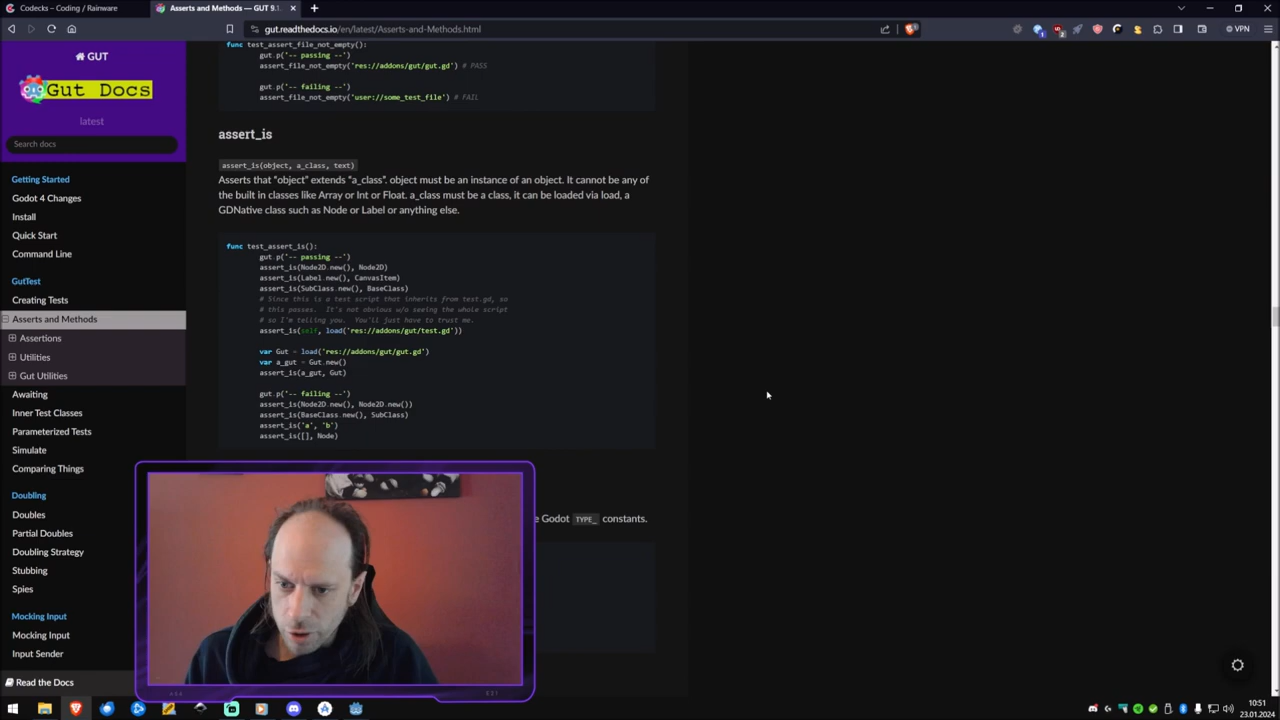 Codecks – Coding / Rainware
Asserts and Methods — GUT 9.1.
gut.readthedocs.io/en/latest/Asserts-and-Methods.html
VPN
GUT
Gut Docs
latest
Search docs
Getting Started
Godot 4 Changes
Install
Quick Start
Command Line
GutTest
Creating Tests
Asserts and Methods
Assertions
Utilities
Gut Utilities
Awaiting
Inner Test Classes
Parameterized Tests
Simulate
Comparing Things
Doubling
Doubles
Partial Doubles
Doubling Strategy
Stubbing
Spies
Mocking Input
Mocking Input
Input Sender
Read the Docs
func test_assert_file_not_empty():
gut.p('-- passing --')
assert_file_not_empty('res://addons/gut/gut.gd') # PASS
gut.p('-- failing --')
assert_file_not_empty('user://some_test_file') # FAIL
assert_is
assert_is(object, a_class, text)
Asserts that "object" extends "a_class". object must be an instance of an object. It cannot be any
of the built in classes like Array or Int or Float. a_class must be a class, it can be loaded via load, a
GDNative class such as Node or Label or anything else.
func test_assert_is():
gut.p('-- passing --')
assert_is(Node2D.new(), Node2D)
assert_is(Label.new(), CanvasItem)
assert_is(SubClass.new(), BaseClass)
# Since this is a test script that inherits from test.gd, so
# this passes. It's not obvious w/o seeing the whole script
# so I'm telling you. You'll just have to trust me.
assert_is(self, load('res://addons/gut/test.gd'))
var Gut = load('res://addons/gut/gut.gd')
var a_gut = Gut.new()
assert_is(a_gut, Gut)
gut.p('-- failing --')
assert_is(Node2D.new(), Node2D.new())
assert_is(BaseClass.new(), SubClass)
assert_is('a', 'b')
assert_is([], Node)
e Godot TYPE_ constants.
10:51
23.01.2024